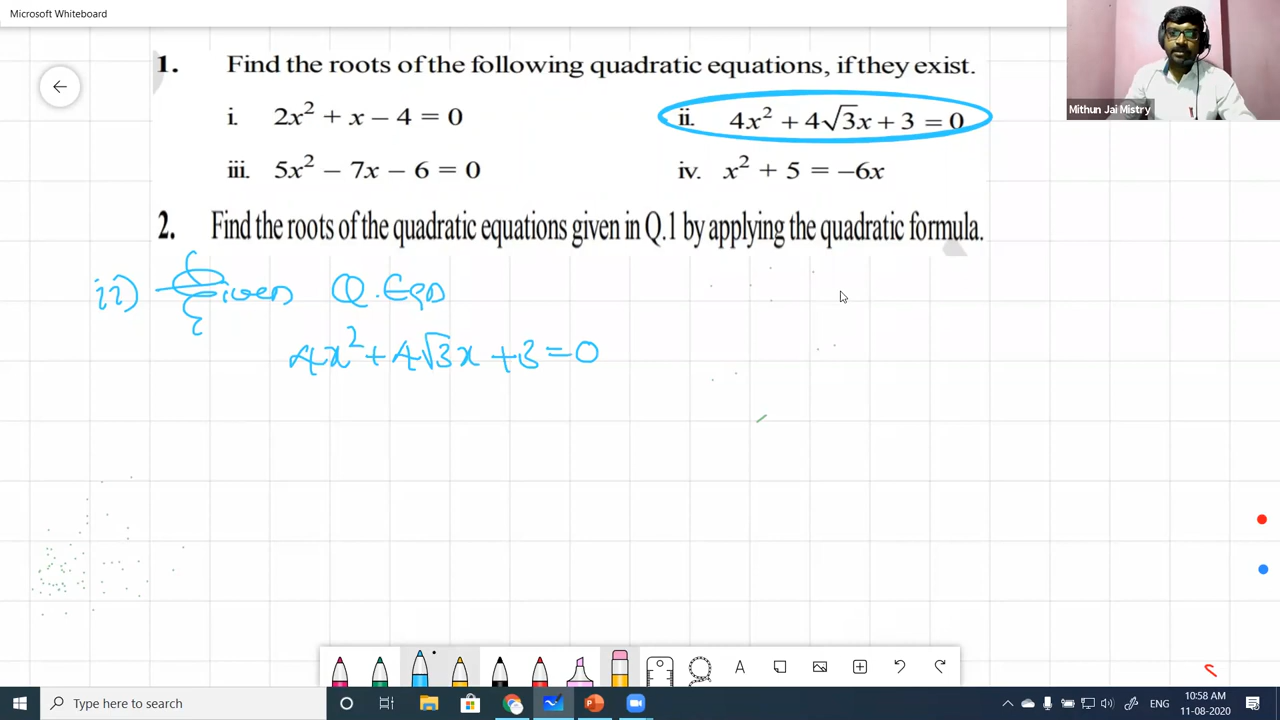 Microsoft Whiteboard
Mithun Jai Mistry
1. Find the roots of the following quadratic equations, if they exist.
i. 2x² + x − 4 = 0
ii. 4x² + 4√3x + 3 = 0
iii. 5x² − 7x − 6 = 0
iv. x² + 5 = −6x
2. Find the roots of the quadratic equations given in Q.1 by applying the quadratic formula.
ii) Given Q.Eqn
4x² + 4√3x + 3 = 0
A
Type here to search
ENG
10:58 AM
11-08-2020